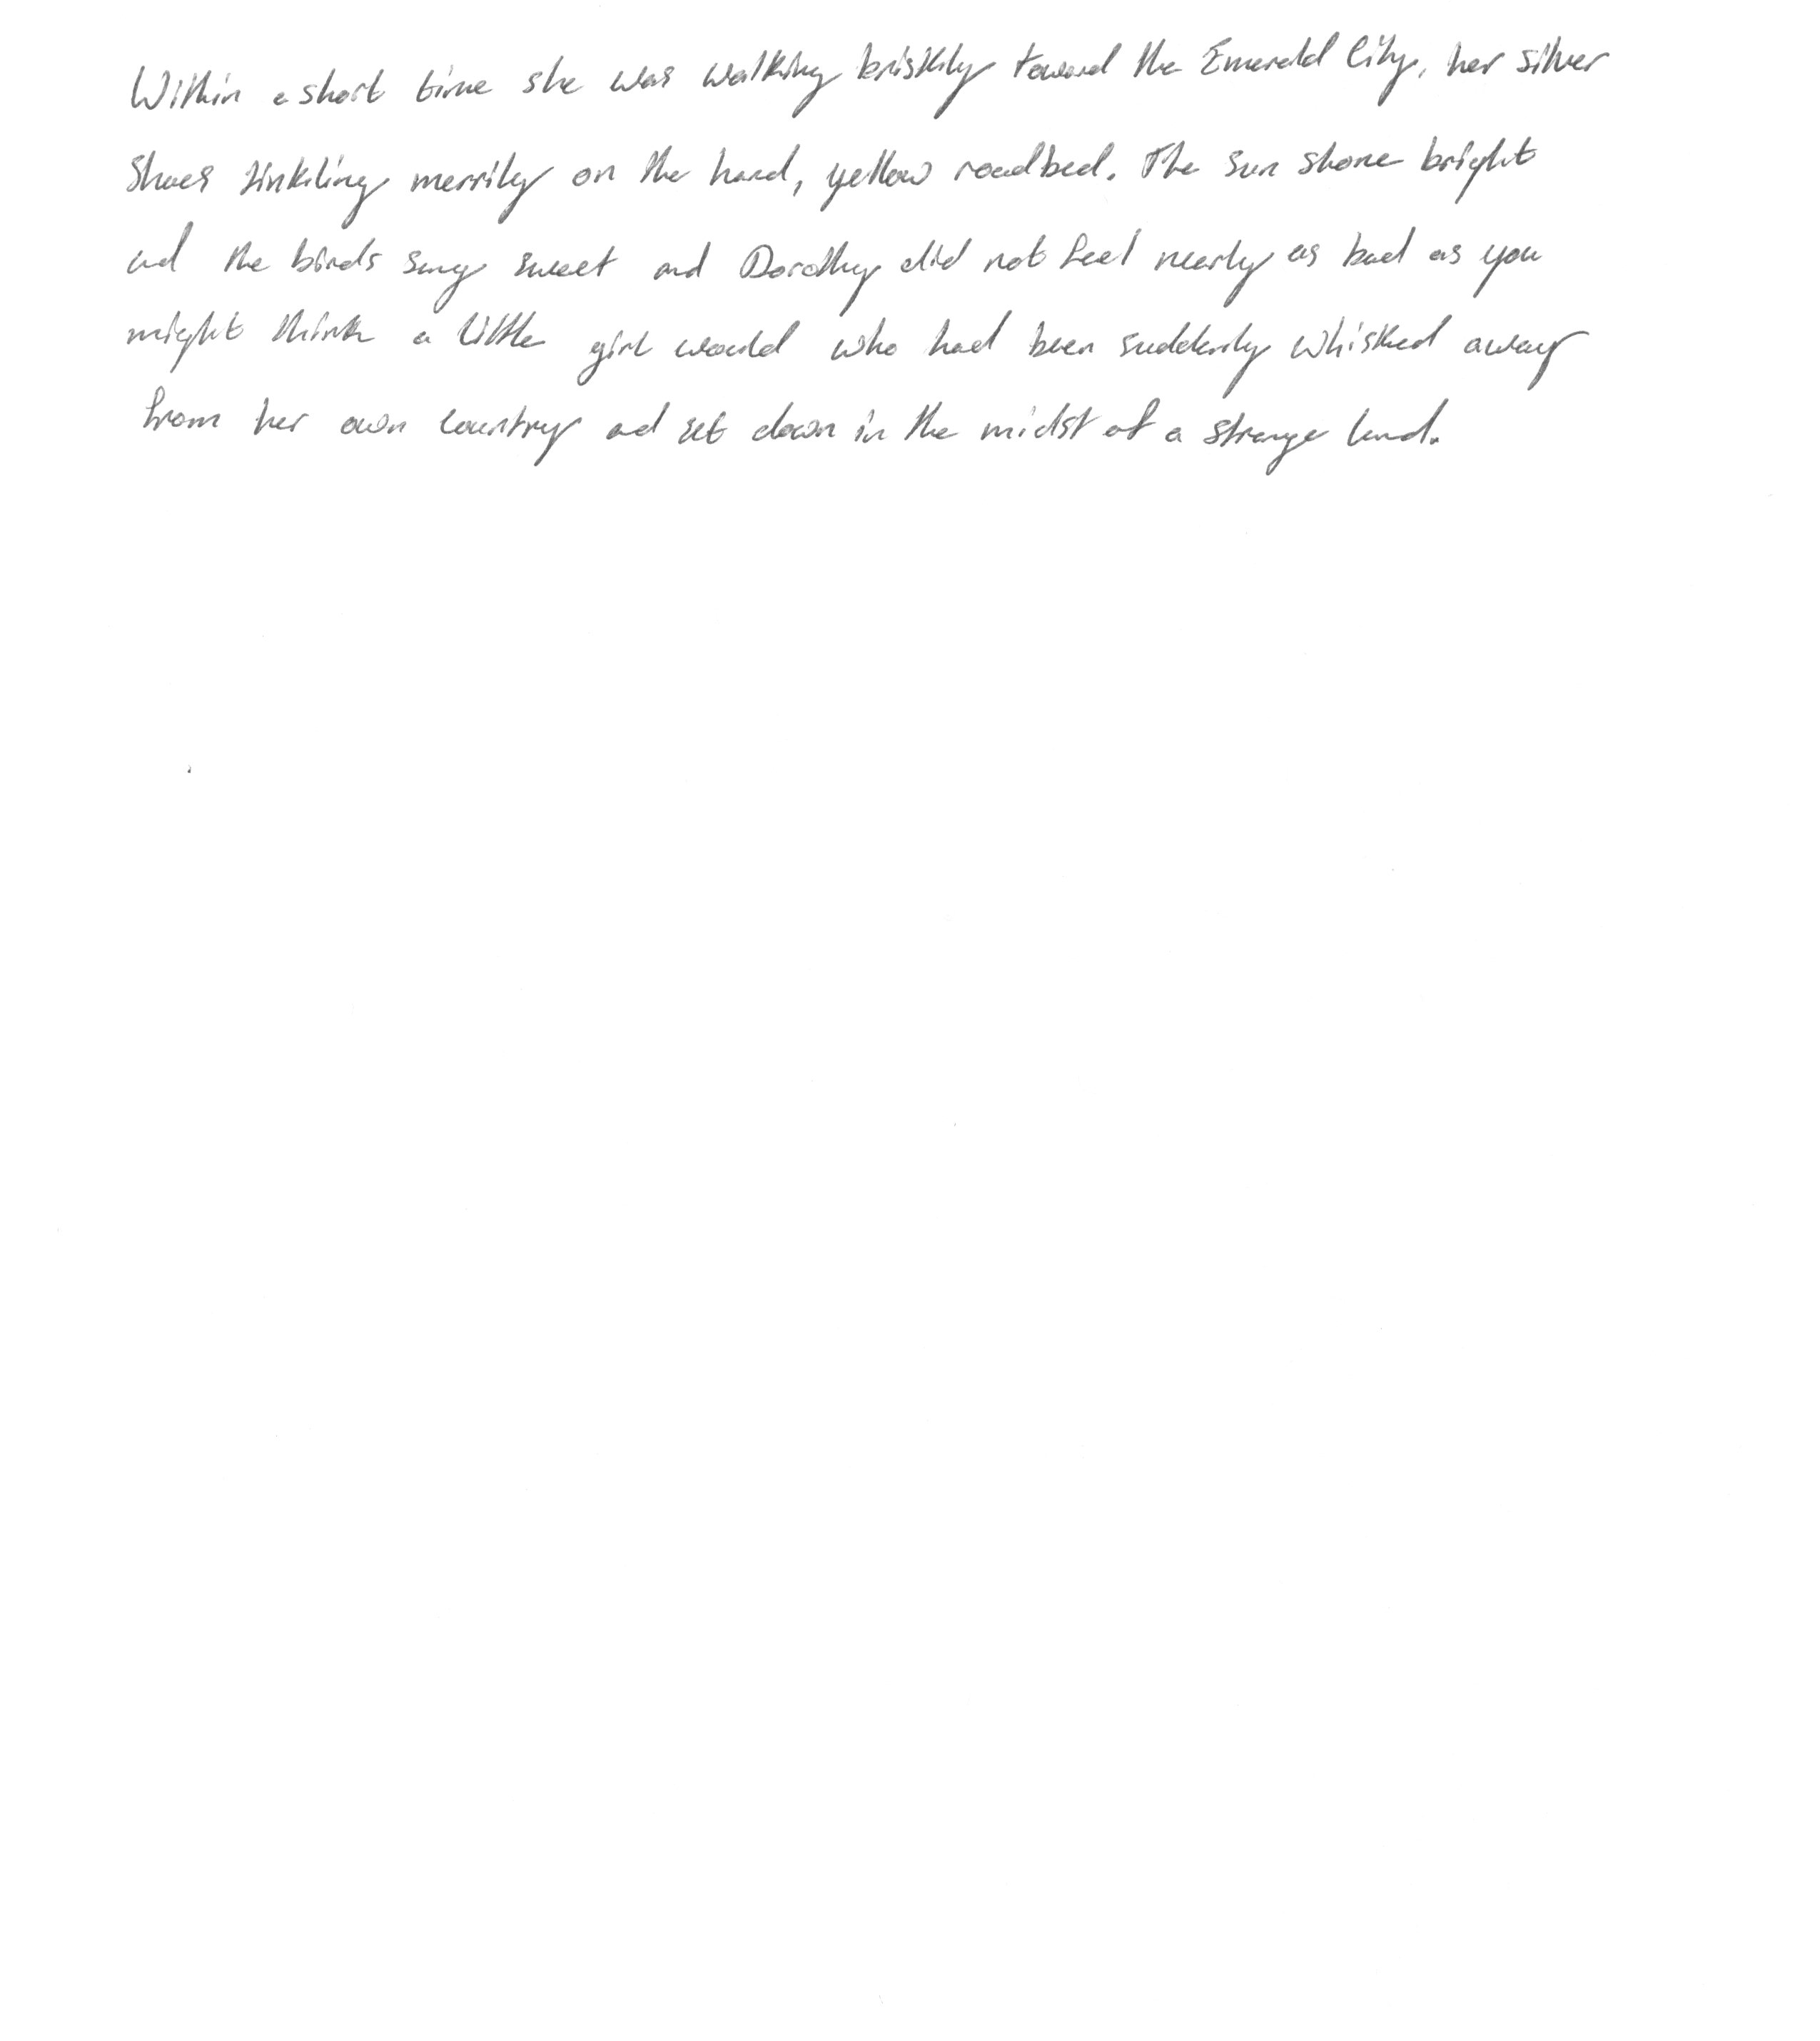 Within a short time she was walking briskly toward the Emerald City, her silver
Shoes tinkling merrily on the hard, yellow roadbed. The sun shone bright
and the birds sang sweet and Dorothy did not feel nearly as bad as you
might think a little girl would who had been suddenly whisked away
from her own country and set down in the midst of a strange land.